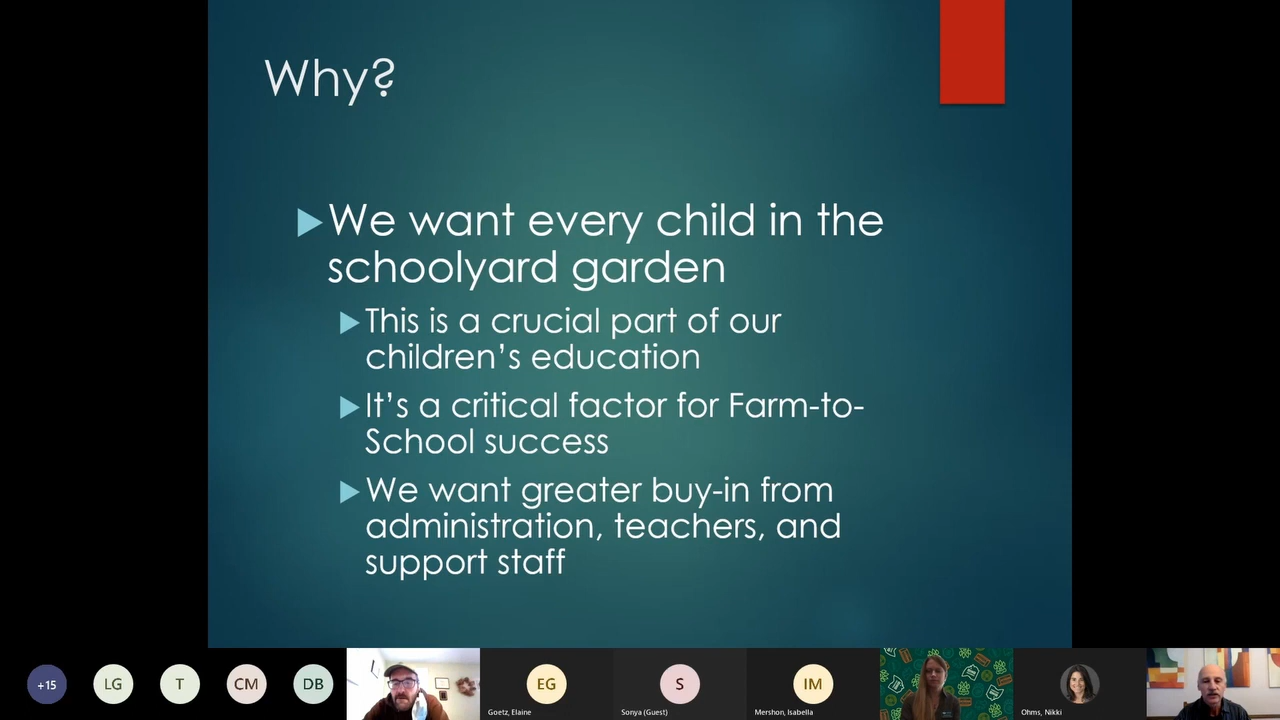 Why?
We want every child in the
schoolyard garden
This is a crucial part of our
children’s education
It’s a critical factor for Farm-to-
School success
We want greater buy-in from
administration, teachers, and
support staff
+15
LG
T
CM
DB
EG
Goetz, Elaine
S
Sonya (Guest)
IM
Mershon, Isabella
Ohms, Nikki